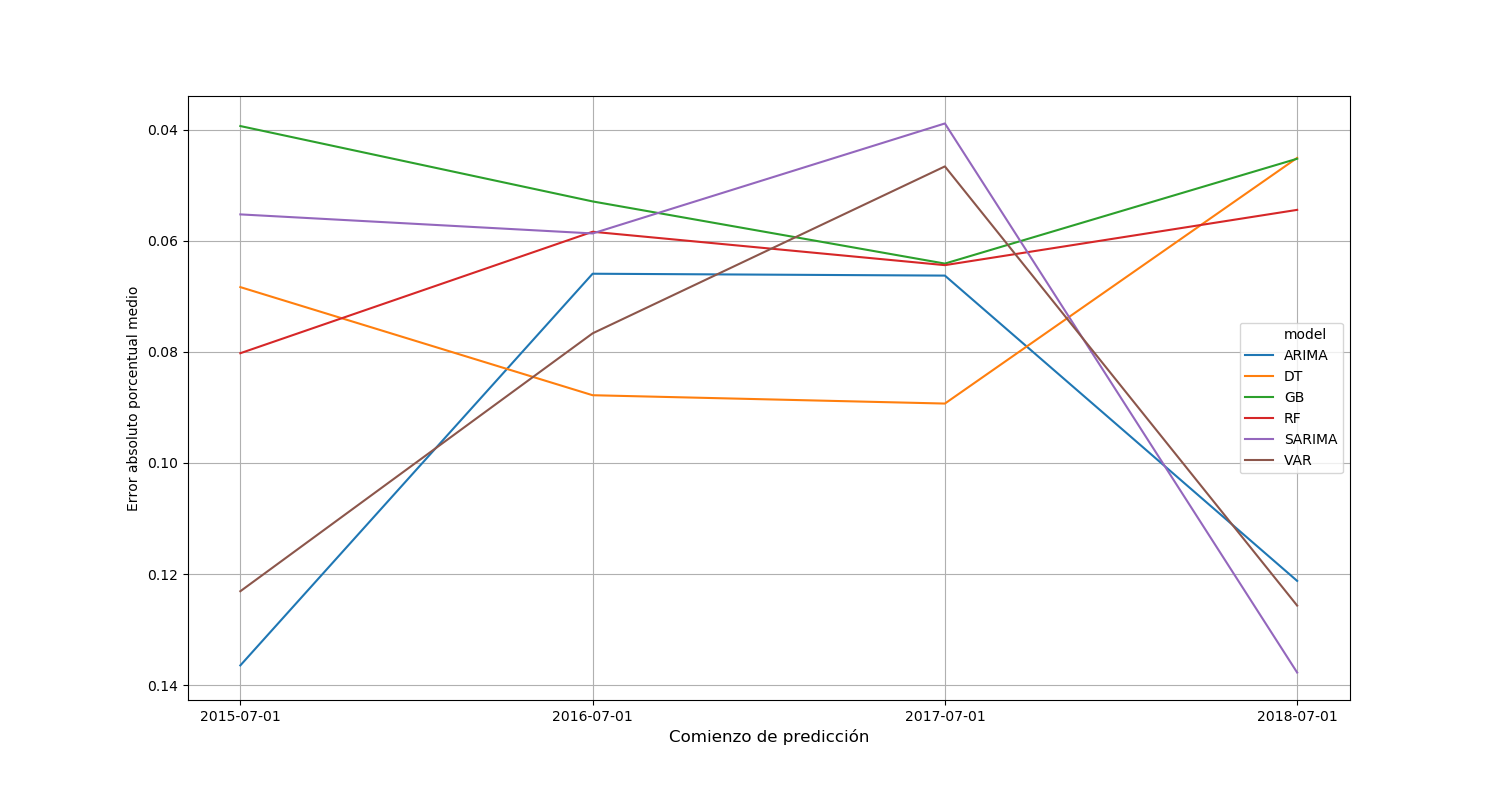 0.04
0.06
0.08
0.10
0.12
0.14
Error absoluto porcentual medio
model
ARIMA
DT
GB
RF
SARIMA
VAR
2015-07-01 2016-07-01 2017-07-01 2018-07-01
Comienzo de predicción